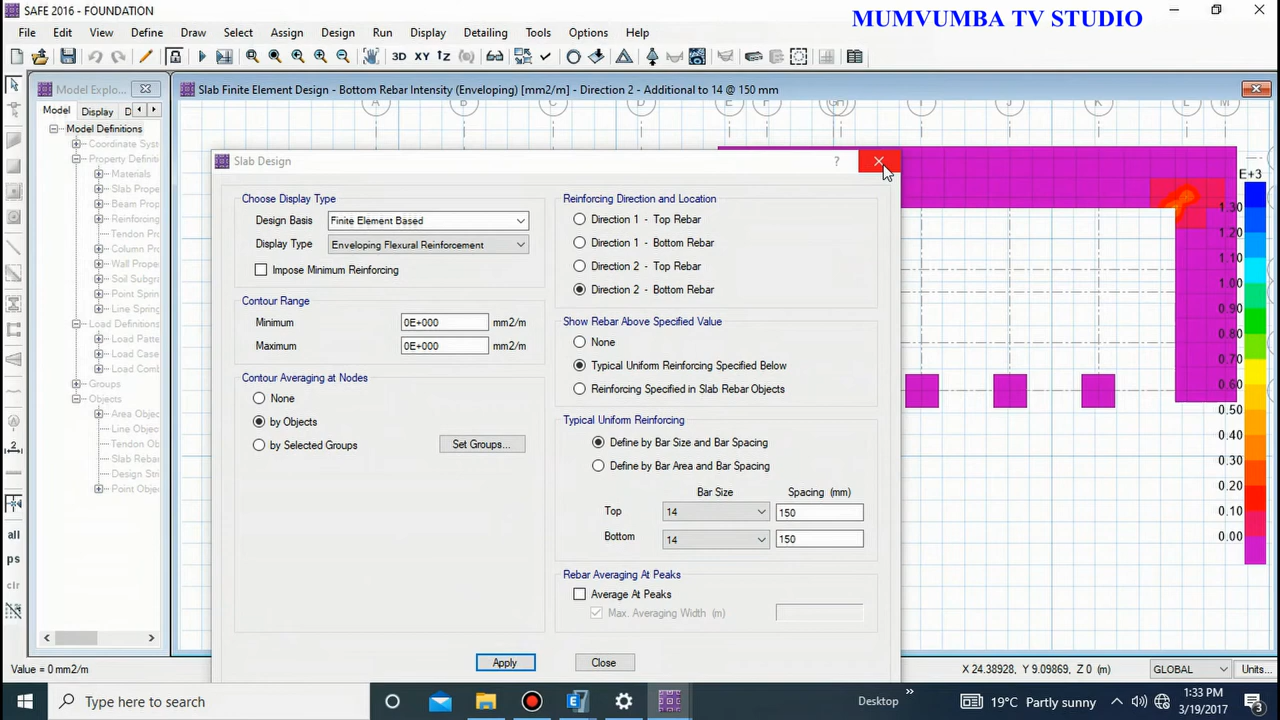 SAFE 2016 - FOUNDATION
MUMVUMBA TV STUDIO
File Edit View Define Draw Select Assign Design Run Display Detailing Tools Options Help
3D XY
Model Explo...
Slab Finite Element Design - Bottom Rebar Intensity (Enveloping) [mm2/m] - Direction 2 - Additional to 14 @ 150 mm
Model Display D
A B C D E F G H I J K L M
Model Definitions
Coordinate Sy
Property Definiti
Materials
Slab Prope
Beam Prop
Reinforcing
Tendon Pro
Column Pro
Wall Proper
Soil Subgra
Point Spring
Line Spring
Load Definitions
Load Patte
Load Case
Load Comb
Groups
Objects
Area Objec
Line Object
Tendon Ob
Slab Rebar
Design Strip
Point Objec
all
ps
clr
Slab Design
?
Choose Display Type
Design Basis Finite Element Based
Display Type Enveloping Flexural Reinforcement
Impose Minimum Reinforcing
Contour Range
Minimum 0E+000 mm2/m
Maximum 0E+000 mm2/m
Contour Averaging at Nodes
None
by Objects
by Selected Groups Set Groups...
Reinforcing Direction and Location
Direction 1 - Top Rebar
Direction 1 - Bottom Rebar
Direction 2 - Top Rebar
Direction 2 - Bottom Rebar
Show Rebar Above Specified Value
None
Typical Uniform Reinforcing Specified Below
Reinforcing Specified in Slab Rebar Objects
Typical Uniform Reinforcing
Define by Bar Size and Bar Spacing
Define by Bar Area and Bar Spacing
Bar Size Spacing (mm)
Top 14 150
Bottom 14 150
Rebar Averaging At Peaks
Average At Peaks
Max. Averaging Width (m)
Apply Close
E+3
1.30
1.20
1.10
1.00
0.90
0.80
0.70
0.60
0.50
0.40
0.30
0.20
0.10
0.00
Value = 0 mm2/m
X 24.38928, Y 9.09869, Z 0 (m)
GLOBAL
Units...
Type here to search
Desktop
19°C Partly sunny
1:33 PM
3/19/2017
3